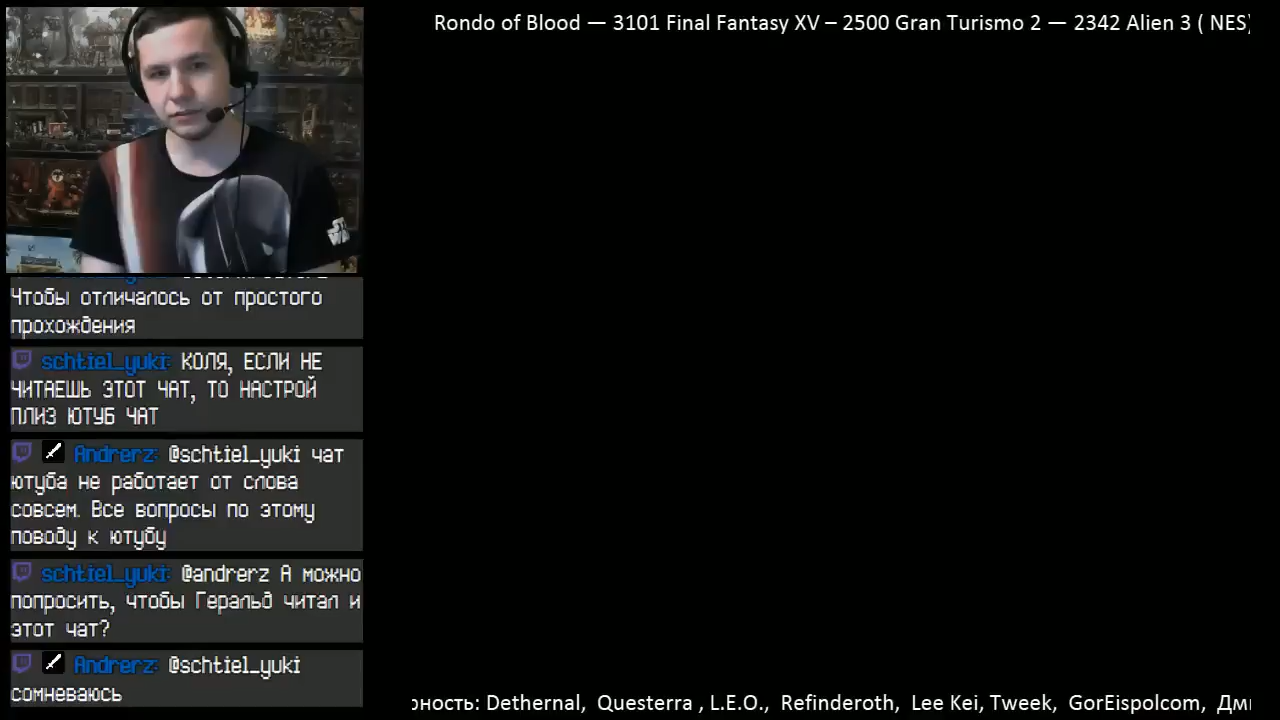 Rondo of Blood — 3101 Final Fantasy XV – 2500 Gran Turismo 2 — 2342 Alien 3 ( NES)
Чтобы отличалось от простого
прохождения
schtiel_yuki: КОЛЯ, ЕСЛИ НЕ
ЧИТАЕШЬ ЭТОТ ЧАТ, ТО НАСТРОЙ
ПЛИЗ ЮТУБ ЧАТ
Andrerz: @schtiel_yuki чат
ютуба не работает от слова
совсем. Все вопросы по этому
поводу к ютубу
schtiel_yuki: @andrerz А можно
попросить, чтобы Геральд читал и
этот чат?
Andrerz: @schtiel_yuki
сомневаюсь
рность: Dethernal, Questerra , L.E.O., Refinderoth, Lee Kei, Tweek, GorEispolcom,